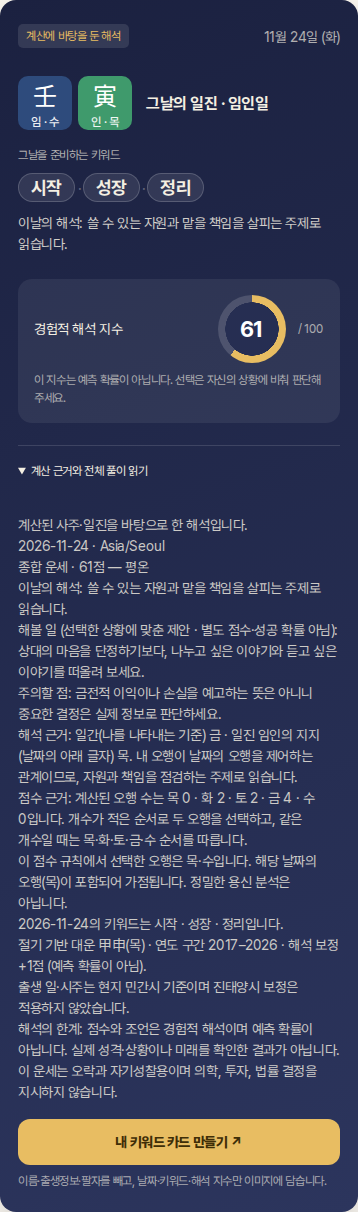 계산에 바탕을 둔 해석
11월 24일 (화)
壬
임·수
寅
인·목
그날의 일진 · 임인일
그날을 준비하는 키워드
시작 · 성장 · 정리
이날의 해석: 쓸 수 있는 자원과 맡을 책임을 살피는 주제로
읽습니다.
경험적 해석 지수
61
/ 100
이 지수는 예측 확률이 아닙니다. 선택은 자신의 상황에 비춰 판단해
주세요.
▼ 계산 근거와 전체 풀이 읽기
계산된 사주·일진을 바탕으로 한 해석입니다.
2026-11-24 · Asia/Seoul
종합 운세 · 61점 — 평온
이날의 해석: 쓸 수 있는 자원과 맡을 책임을 살피는 주제로
읽습니다.
해볼 일 (선택한 상황에 맞춘 제안 · 별도 점수·성공 확률 아님):
상대의 마음을 단정하기보다, 나누고 싶은 이야기와 듣고 싶은
이야기를 떠올려 보세요.
주의할 점: 금전적 이익이나 손실을 예고하는 뜻은 아니니
중요한 결정은 실제 정보로 판단하세요.
해석 근거: 일간(나를 나타내는 기준) 금 · 일진 임인의 지지
(날짜의 아래 글자) 목. 내 오행이 날짜의 오행을 제어하는
관계이므로, 자원과 책임을 점검하는 주제로 읽습니다.
점수 근거: 계산된 오행 수는 목 0 · 화 2 · 토 2 · 금 4 · 수
0입니다. 개수가 적은 순서로 두 오행을 선택하고, 같은
개수일 때는 목·화·토·금·수 순서를 따릅니다.
이 점수 규칙에서 선택한 오행은 목·수입니다. 해당 날짜의
오행(목)이 포함되어 가점됩니다. 정밀한 용신 분석은
아닙니다.
2026-11-24의 키워드는 시작 · 성장 · 정리입니다.
절기 기반 대운 甲申(목) · 연도 구간 2017–2026 · 해석 보정
+1점 (예측 확률이 아님).
출생 일·시주는 현지 민간시 기준이며 진태양시 보정은
적용하지 않았습니다.
해석의 한계: 점수와 조언은 경험적 해석이며 예측 확률이
아닙니다. 실제 성격·상황이나 미래를 확인한 결과가 아닙니다.
이 운세는 오락과 자기성찰용이며 의학, 투자, 법률 결정을
지시하지 않습니다.
내 키워드 카드 만들기 ↗
이름·출생정보·팔자를 빼고, 날짜·키워드·해석 지수만 이미지에 담습니다.